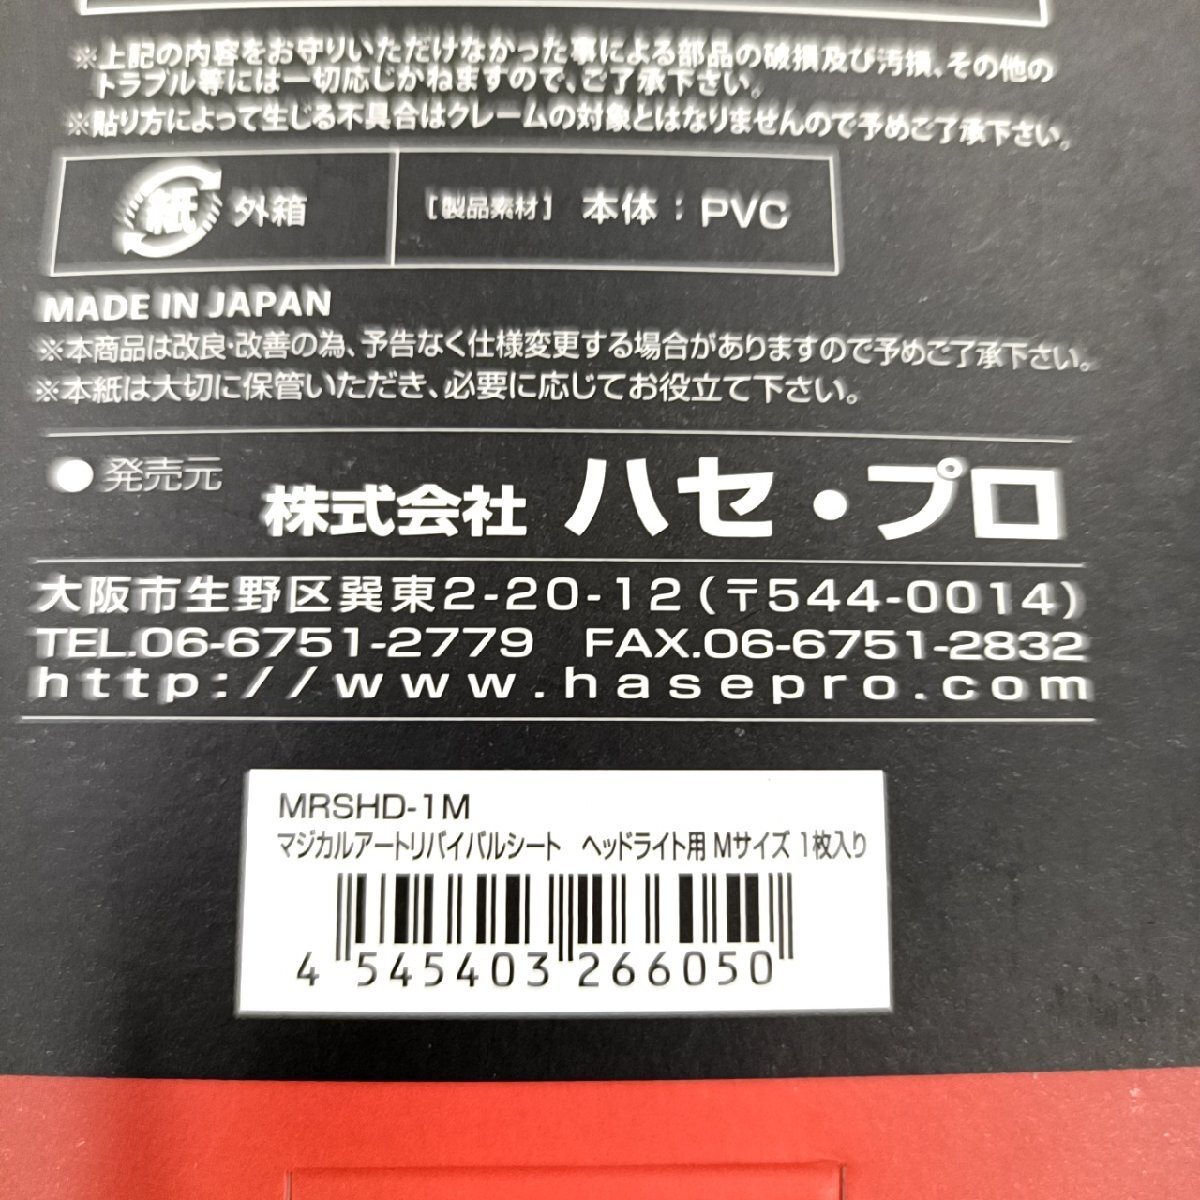 ※上記の内容をお守りいただけなかった事による部品の破損及び汚損、その他の
トラブル等には一切応じかねますので、ご了承下さい。
※貼り方によって生じる不具合はクレームの対象とはなりませんので予めご了承下さい。
紙 外箱 [製品素材] 本体：PVC
MADE IN JAPAN
※本商品は改良・改善の為、予告なく仕様変更する場合がありますので予めご了承下さい。
※本紙は大切に保管いただき、必要に応じてお役立て下さい。
●発売元 株式会社 ハセ・プロ
大阪市生野区巽東2-20-12(〒544-0014)
TEL.06-6751-2779 FAX.06-6751-2832
http://www.hasepro.com
MRSHD-1M
マジカルアートリバイバルシート ヘッドライト用 Mサイズ 1枚入り
4 545403 266050